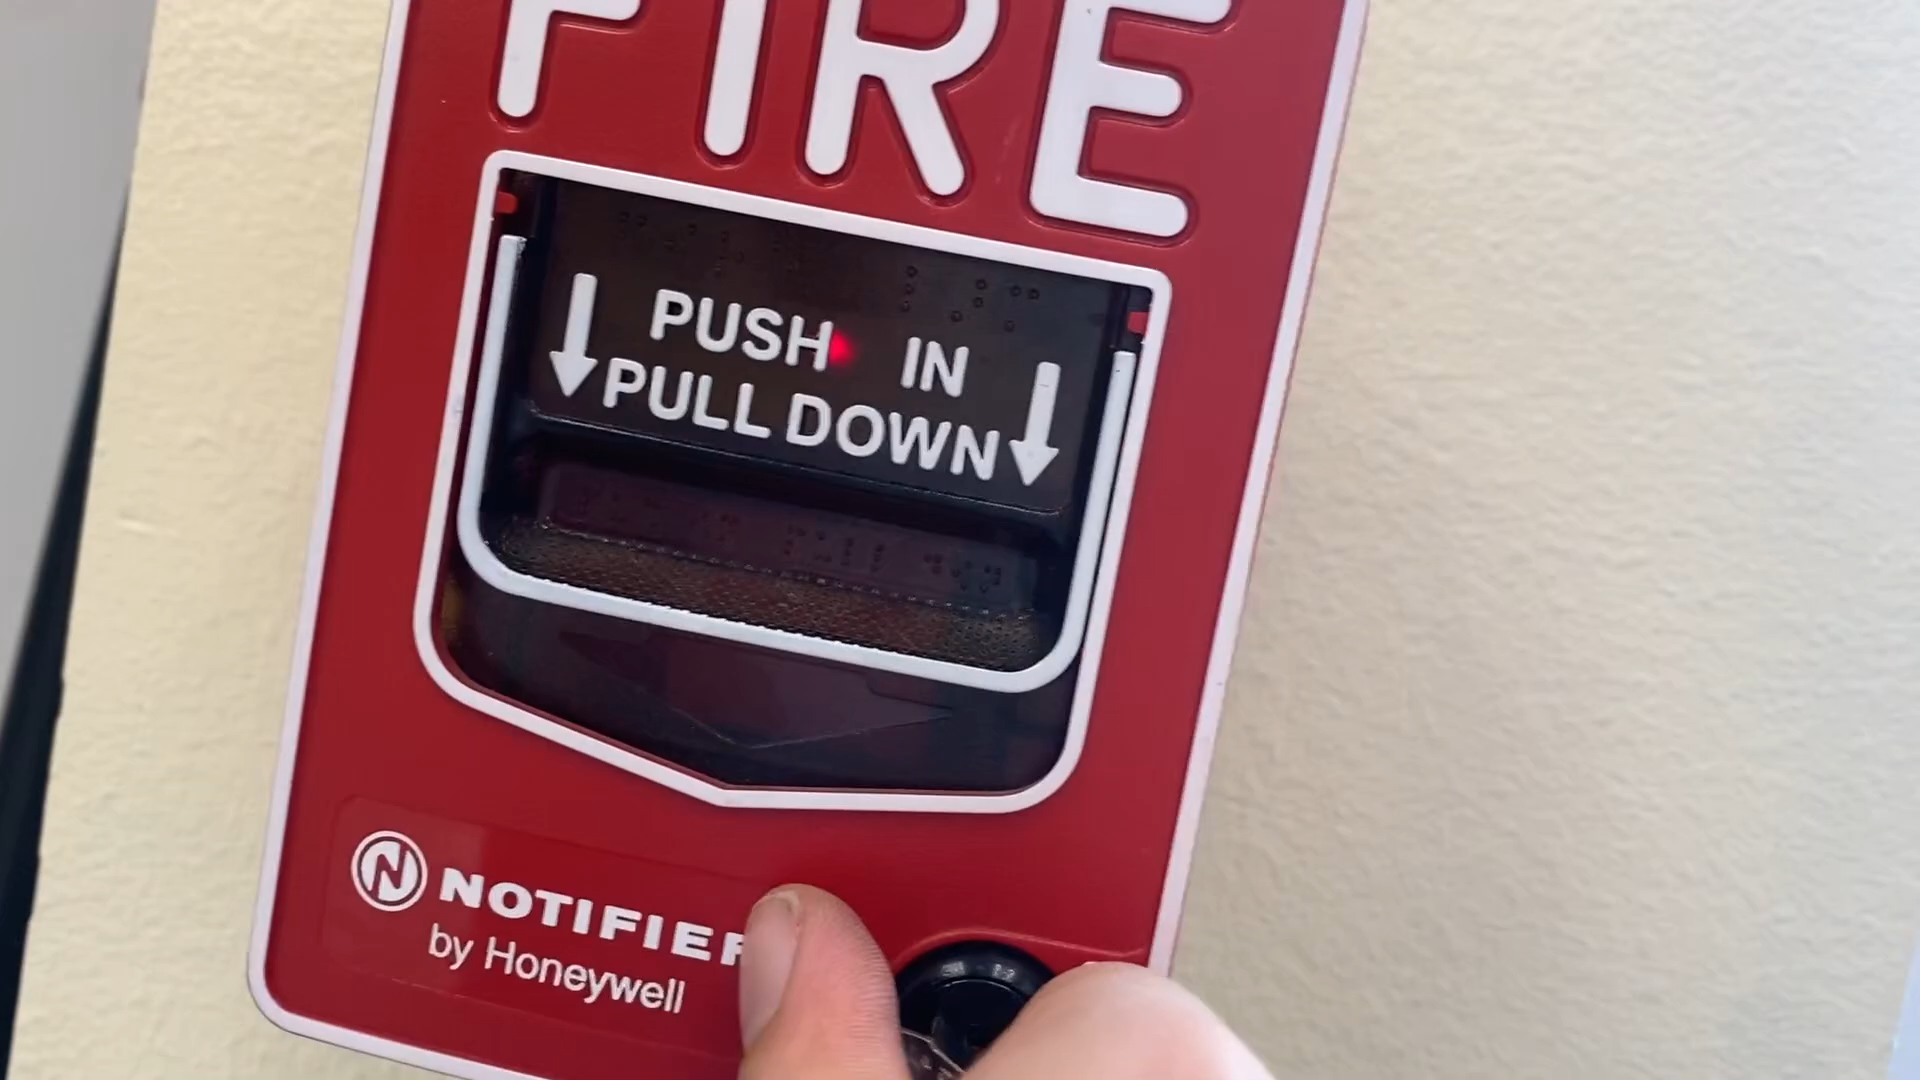 FIRE
PUSH IN
PULL DOWN
NOTIFIER
by Honeywell